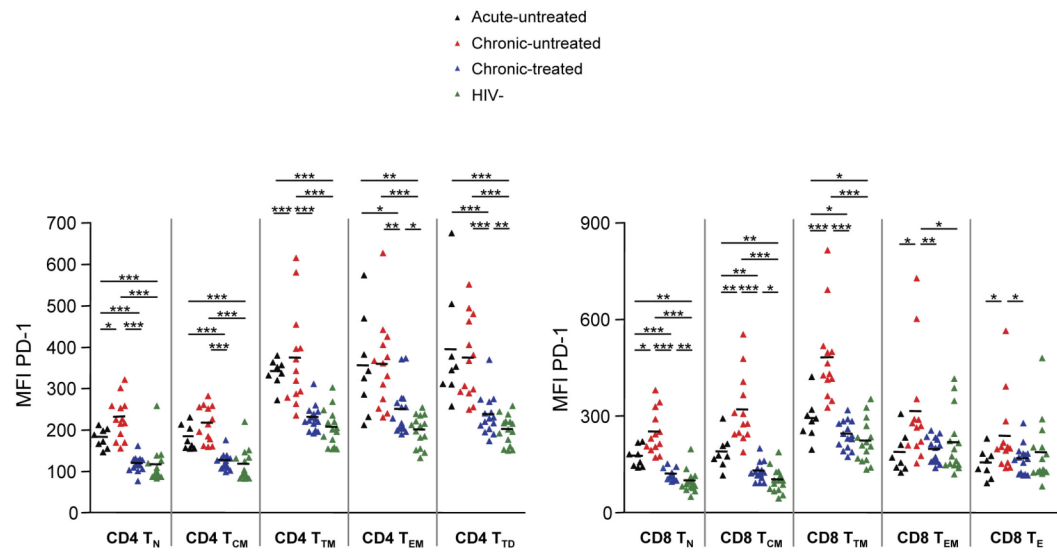 Acute-untreated
Chronic-untreated
Chronic-treated
HIV-
MFI PD-1
700
600
500
400
300
200
100
0
*** *** *** * ***
*** *** *** ***
*** *** *** ***
** *** * ** *
*** *** *** *** **
CD4 TN
CD4 TCM
CD4 TTM
CD4 TEM
CD4 TTD
MFI PD-1
900
600
300
0
** *** *** * *** **
** *** ** ** *** *
* *** * *** ***
* * **
* *
CD8 TN
CD8 TCM
CD8 TTM
CD8 TEM
CD8 TE